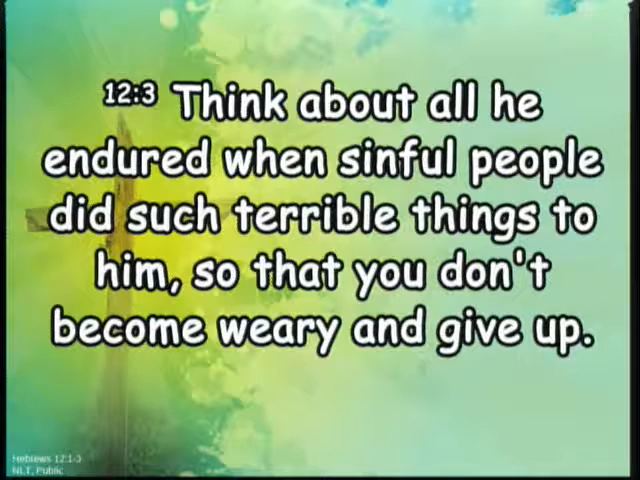 12:3 Think about all he
endured when sinful people
did such terrible things to
him, so that you don't
become weary and give up.
Hebrews 12:1-3
NLT, Public